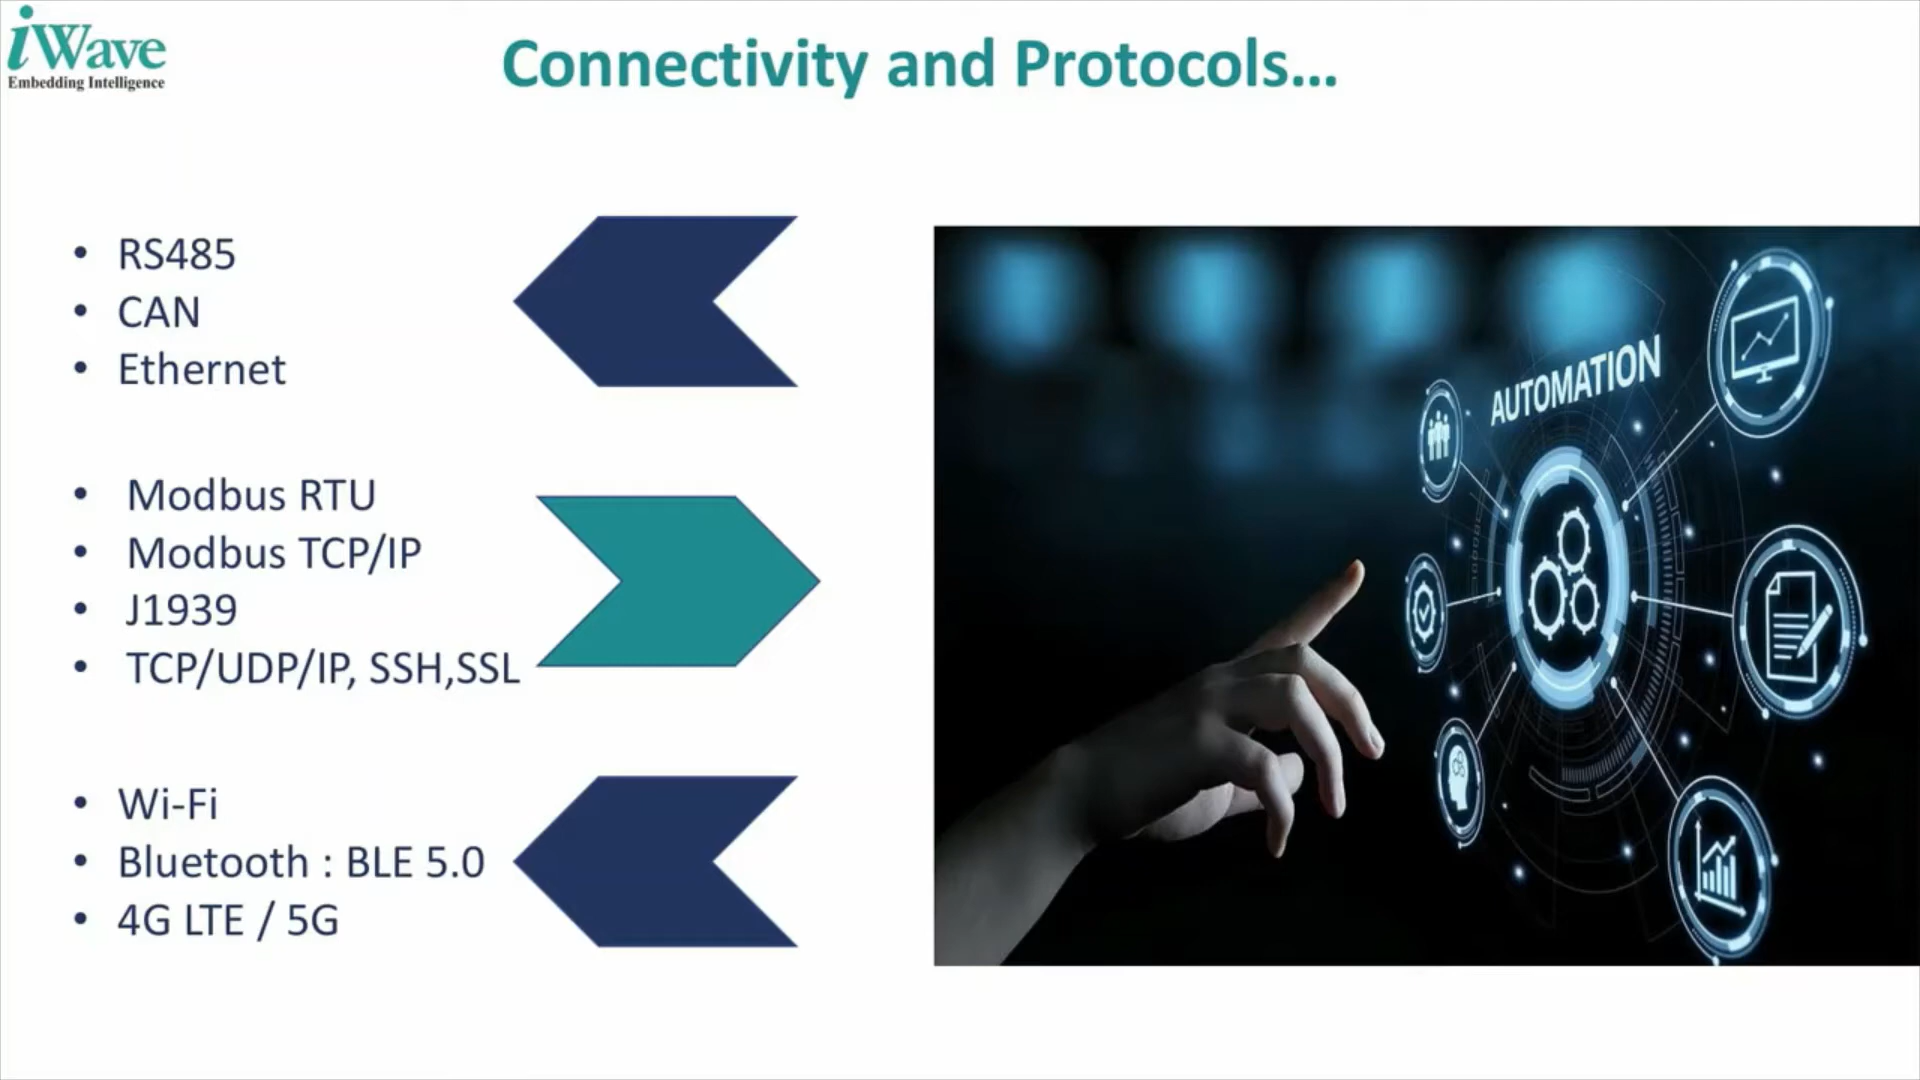 iWave
Embedding Intelligence
Connectivity and Protocols...
• RS485
• CAN
• Ethernet
• Modbus RTU
• Modbus TCP/IP
• J1939
• TCP/UDP/IP, SSH,SSL
• Wi-Fi
• Bluetooth : BLE 5.0
• 4G LTE / 5G
AUTOMATION